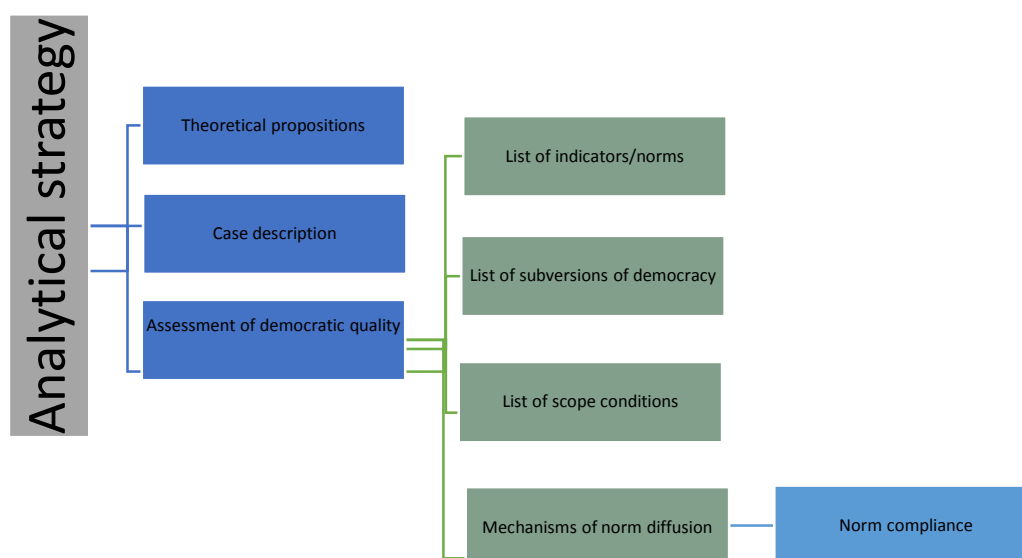 Analytical strategy
Theoretical propositions
Case description
Assessment of democratic quality
List of indicators/norms
List of subversions of democracy
List of scope conditions
Mechanisms of norm diffusion
Norm compliance